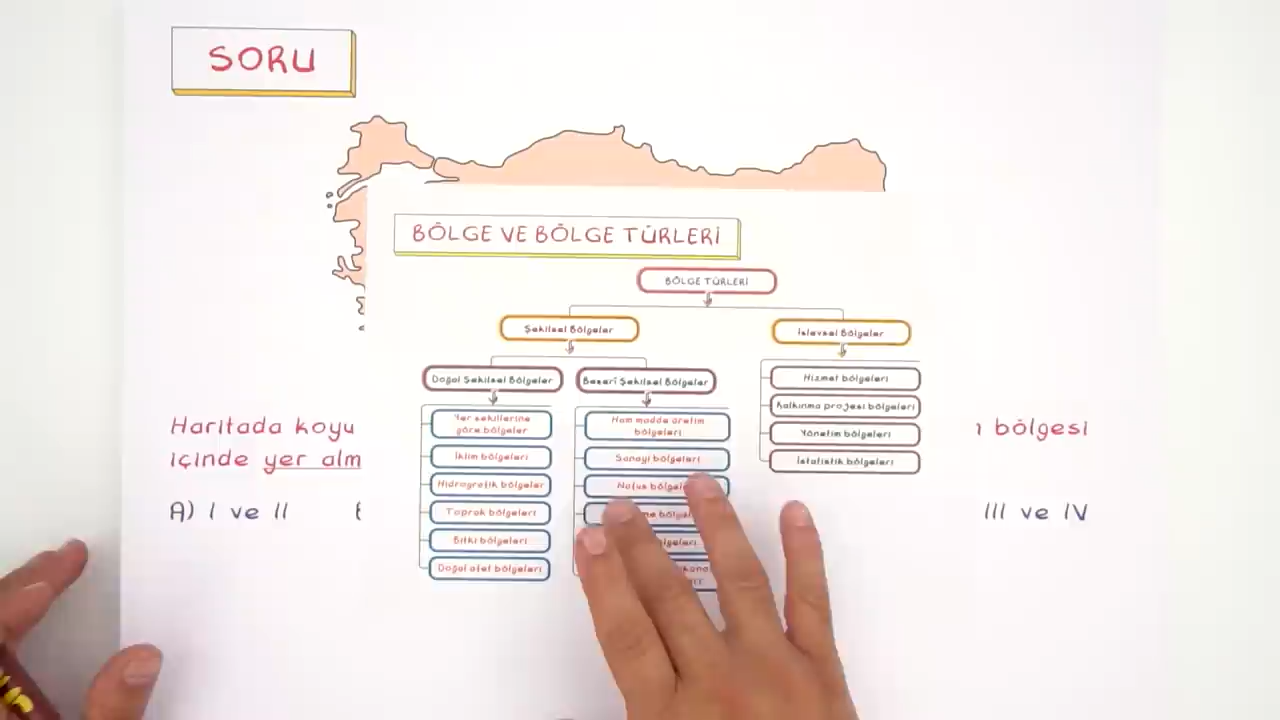 SORU
BÖLGE VE BÖLGE TÜRLERİ
BÖLGE TÜRLERİ
Şekilsel Bölgeler
İşlevsel Bölgeler
Doğal Şekilsel Bölgeler
Beşerî Şekilsel Bölgeler
Yer şekillerine
göre bölgeler
İklim bölgeleri
Hidrografik bölgeler
Toprak bölgeleri
Bitki bölgeleri
Doğal afet bölgeleri
Ham madde üretim
bölgeleri
Sanayi bölgeleri
Nüfus bölgele
bölgeleri
Hizmet bölgeleri
Kalkınma projesi bölgeleri
Yönetim bölgeleri
İstatistik bölgeleri
Haritada koyu
bölgesi
içinde yer alm
A) I ve II
III ve IV